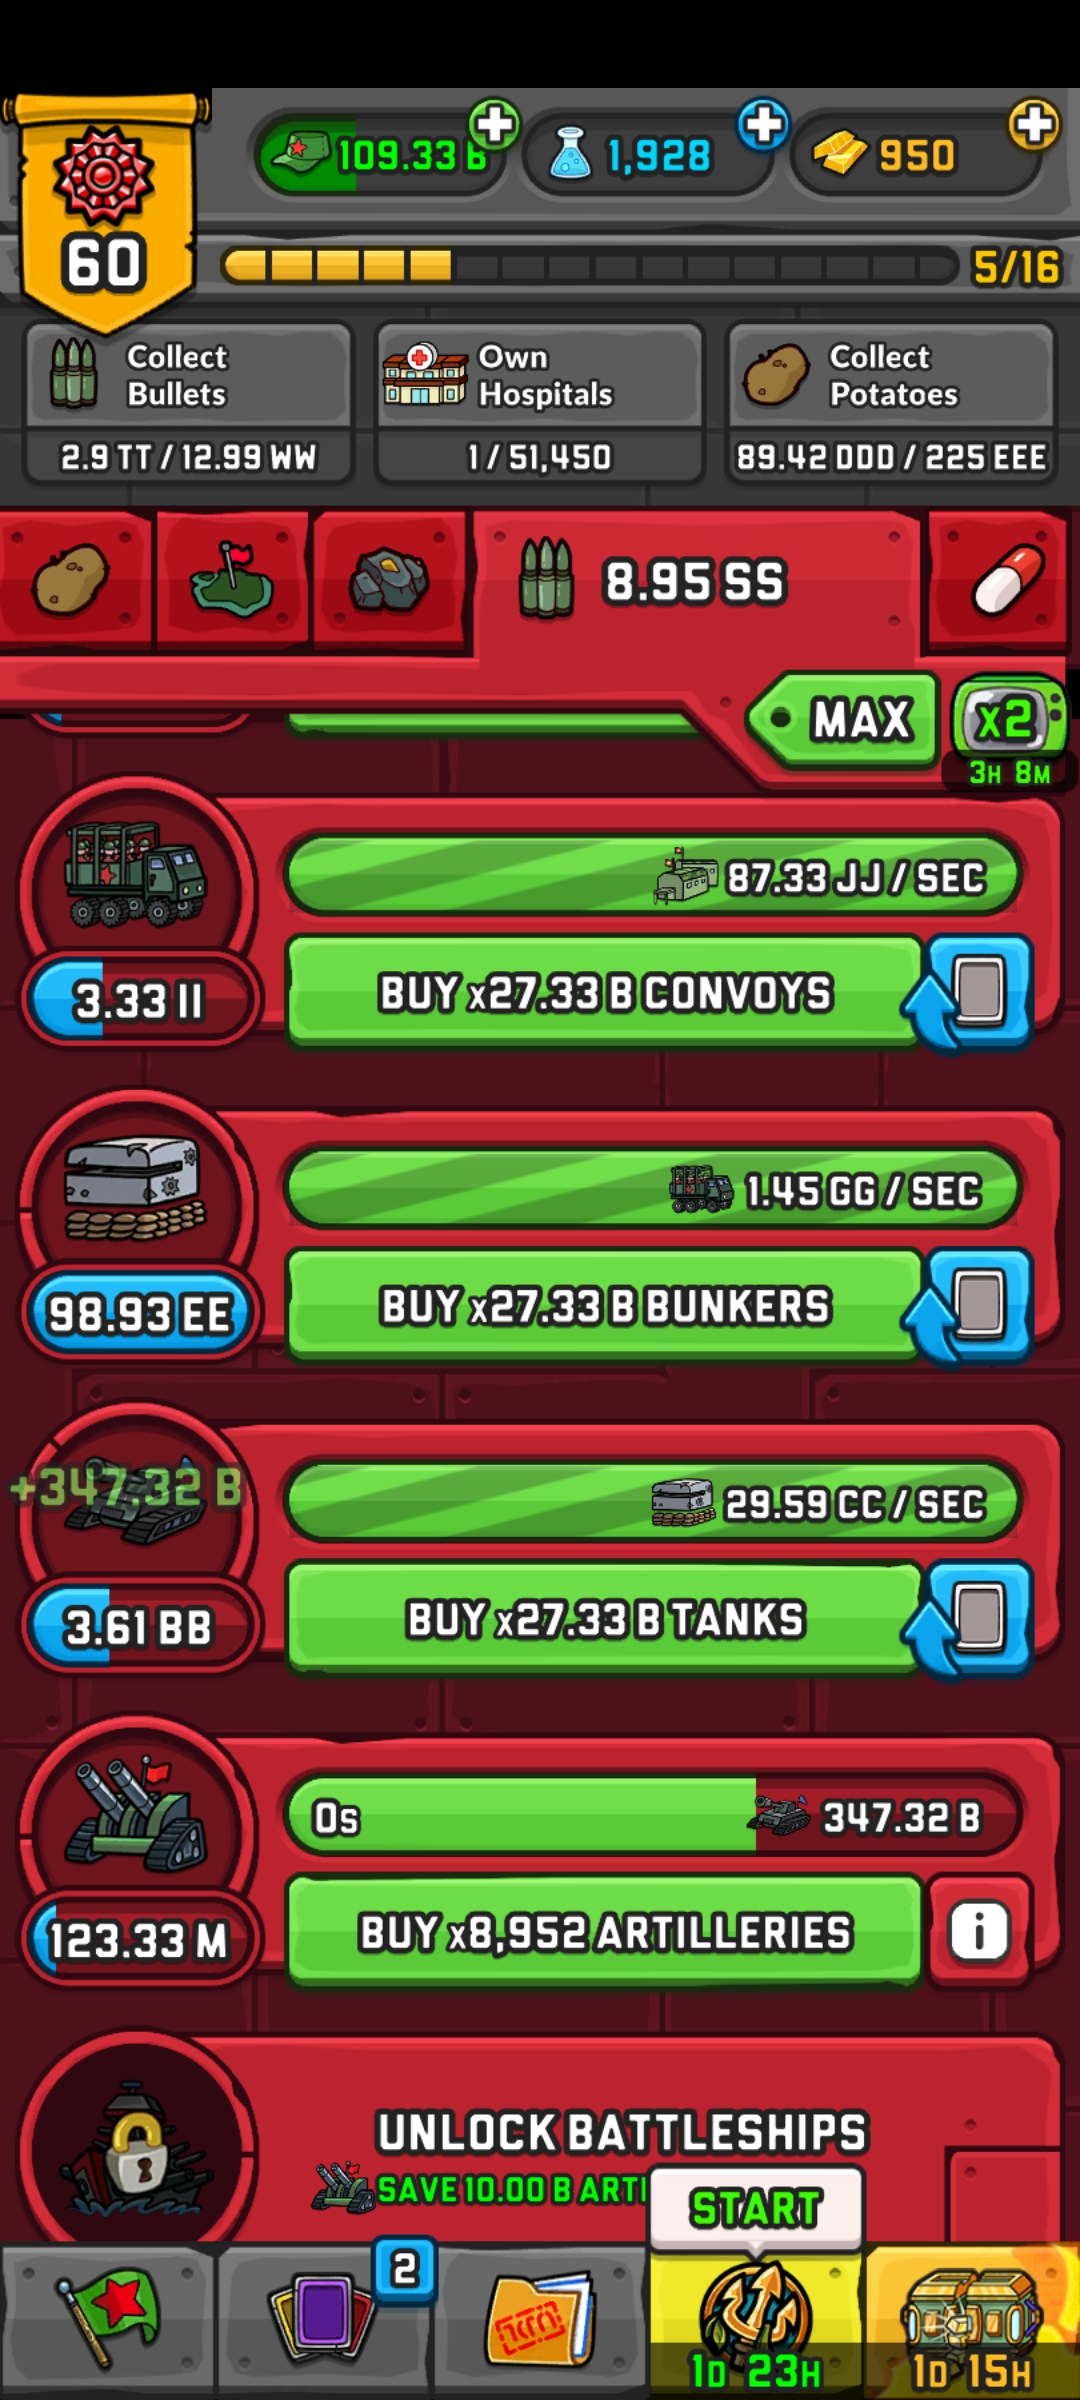 109.33 B
1,928
950
60
5/16
Collect
Bullets
2.9 TT / 12.99 WW
Own
Hospitals
1 / 51,450
Collect
Potatoes
89.42 DDD / 225 EEE
8.95 SS
MAX
x2
3H 8M
87.33 JJ / SEC
3.33 II
BUY x27.33 B CONVOYS
1.45 GG / SEC
98.93 EE
BUY x27.33 B BUNKERS
+347.32 B
29.59 CC / SEC
3.61 BB
BUY x27.33 B TANKS
0s
347.32 B
123.33 M
BUY x8,952 ARTILLERIES
i
UNLOCK BATTLESHIPS
SAVE 10.00 B ARTI
START
2
1D 23H
1D 15H